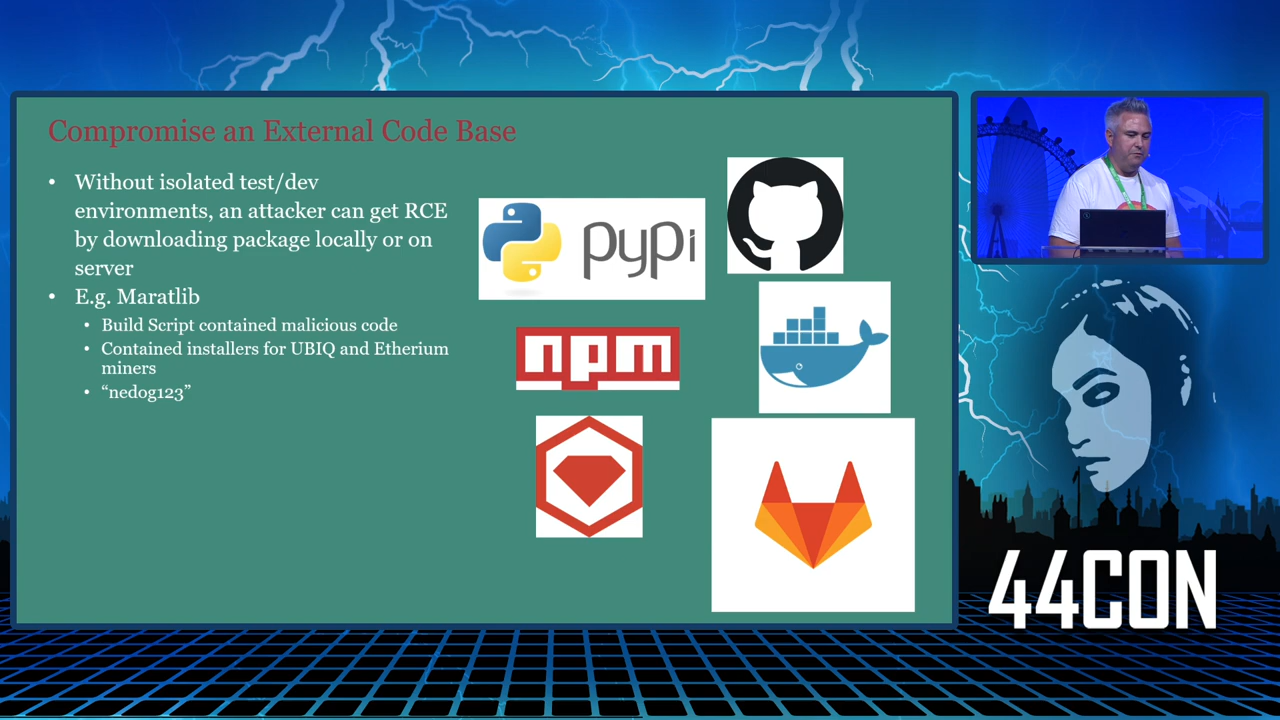 Compromise an External Code Base
• Without isolated test/dev
environments, an attacker can get RCE
by downloading package locally or on
server
• E.g. Maratlib
• Build Script contained malicious code
• Contained installers for UBIQ and Etherium
miners
• “nedog123”
pypi
npm
44CON